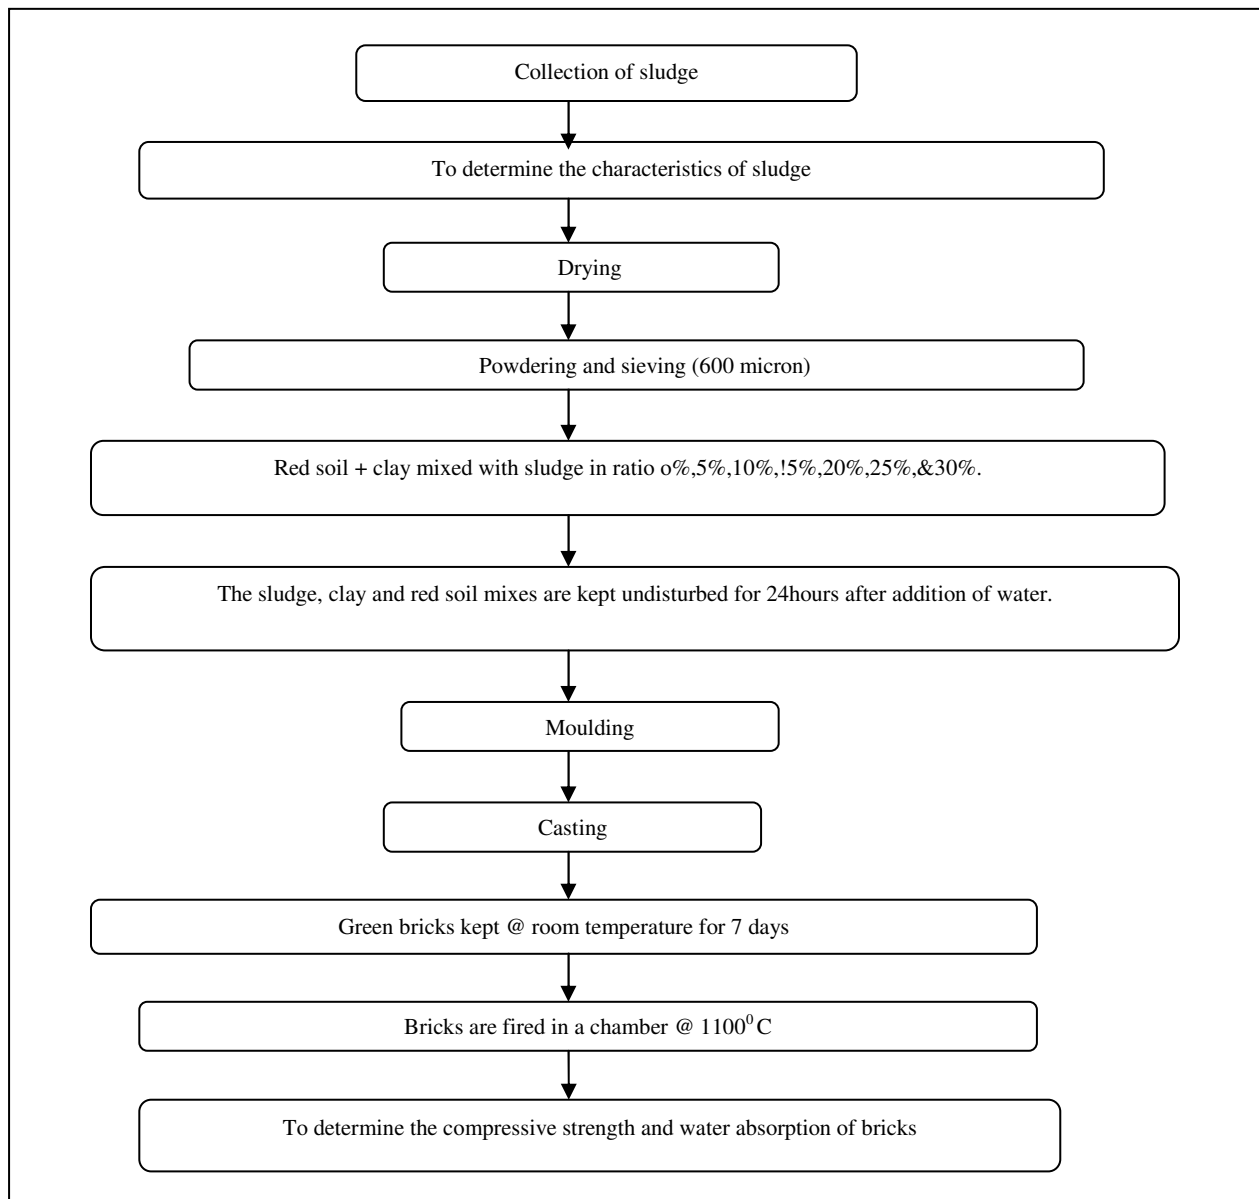 Collection of sludge
To determine the characteristics of sludge
Drying
Powdering and sieving (600 micron)
Red soil + clay mixed with sludge in ratio o%,5%,10%,!5%,20%,25%,&30%.
The sludge, clay and red soil mixes are kept undisturbed for 24hours after addition of water.
Moulding
Casting
Green bricks kept @ room temperature for 7 days
Bricks are fired in a chamber @ 1100⁰ C
To determine the compressive strength and water absorption of bricks